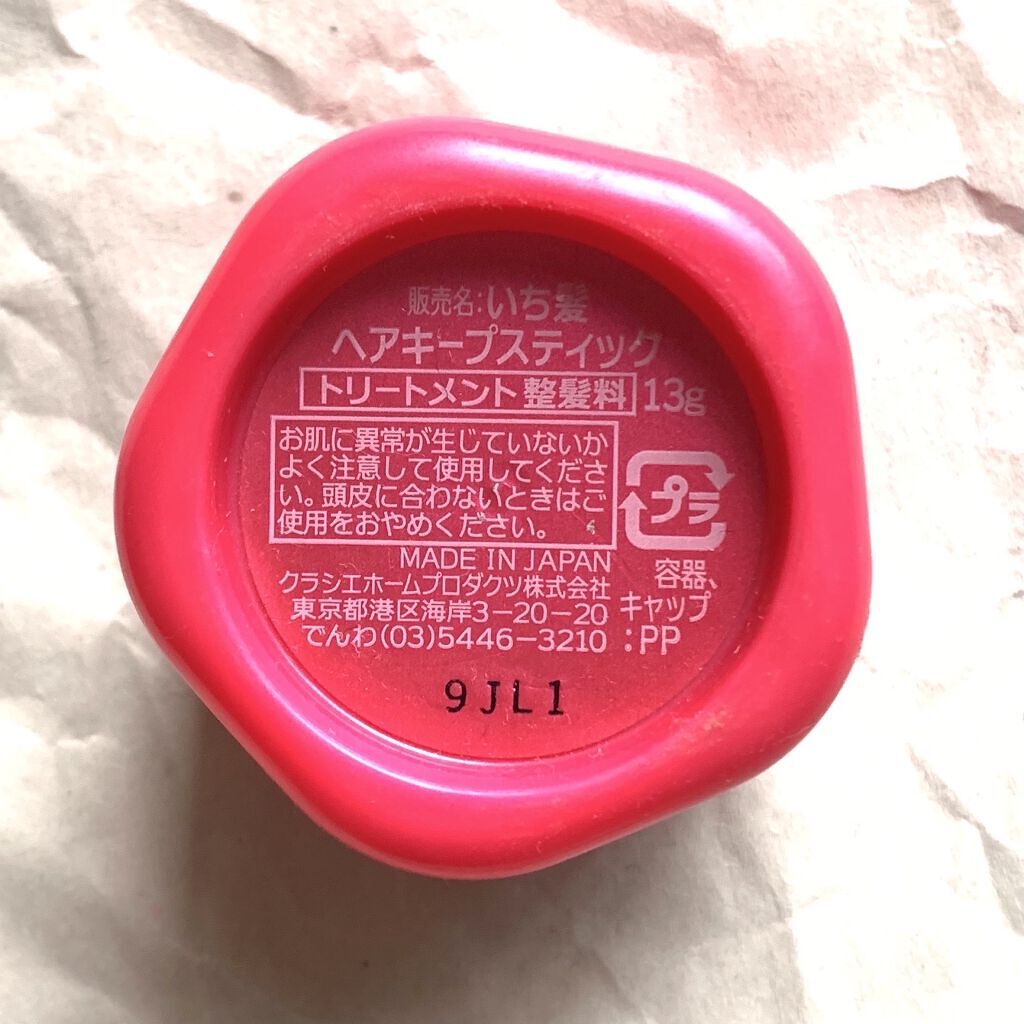 販売名:いち髪
ヘアキープスティック
トリートメント 整髪料 13g
お肌に異常が生じていないか
よく注意して使用してくださ
い。頭皮に合わないときはご
使用をおやめください。
プラ
容器、
キャップ
:PP
MADE IN JAPAN
クラシエホームプロダクツ株式会社
東京都港区海岸3-20-20
でんわ(03)5446-3210
9JL1